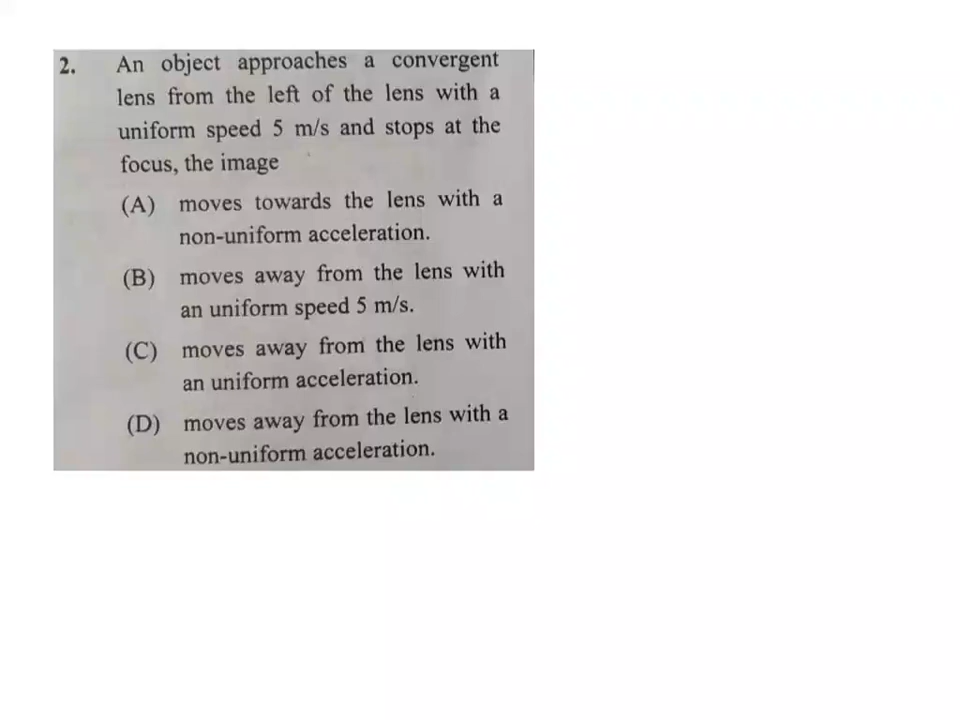 2. An object approaches a convergent
lens from the left of the lens with a
uniform speed 5 m/s and stops at the
focus, the image
(A) moves towards the lens with a
non-uniform acceleration.
(B) moves away from the lens with
an uniform speed 5 m/s.
(C) moves away from the lens with
an uniform acceleration.
(D) moves away from the lens with a
non-uniform acceleration.